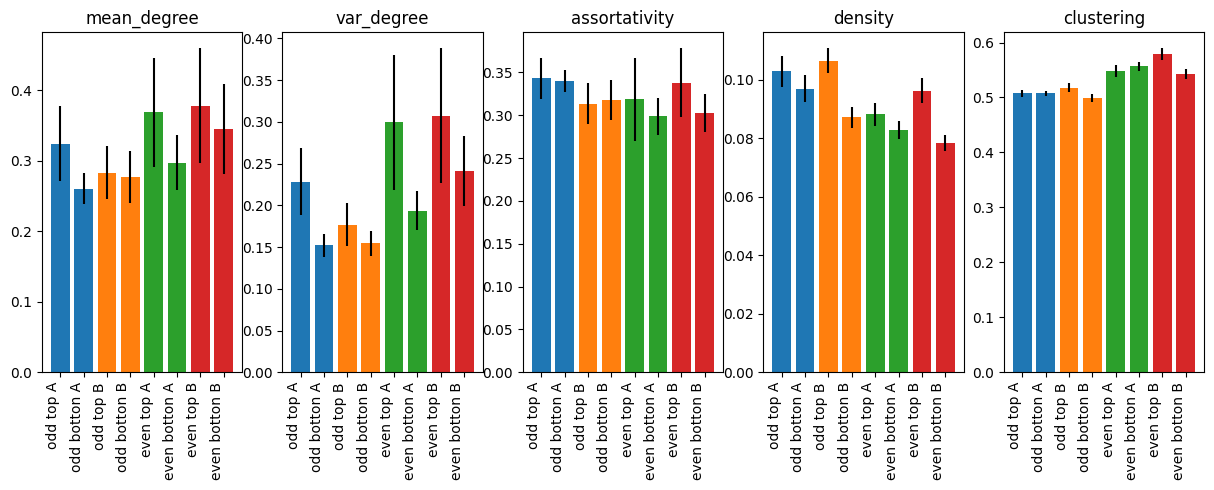 mean_degree
0.4
0.3
0.2
0.1
0.0
odd top A
odd botton A
odd top B
odd botton B
even top A
even botton A
even top B
even botton B
var_degree
0.40
0.35
0.30
0.25
0.20
0.15
0.10
0.05
0.00
odd top A
odd botton A
odd top B
odd botton B
even top A
even botton A
even top B
even botton B
assortativity
0.35
0.30
0.25
0.20
0.15
0.10
0.05
0.00
odd top A
odd botton A
odd top B
odd botton B
even top A
even botton A
even top B
even botton B
density
0.10
0.08
0.06
0.04
0.02
0.00
odd top A
odd botton A
odd top B
odd botton B
even top A
even botton A
even top B
even botton B
clustering
0.6
0.5
0.4
0.3
0.2
0.1
0.0
odd top A
odd botton A
odd top B
odd botton B
even top A
even botton A
even top B
even botton B